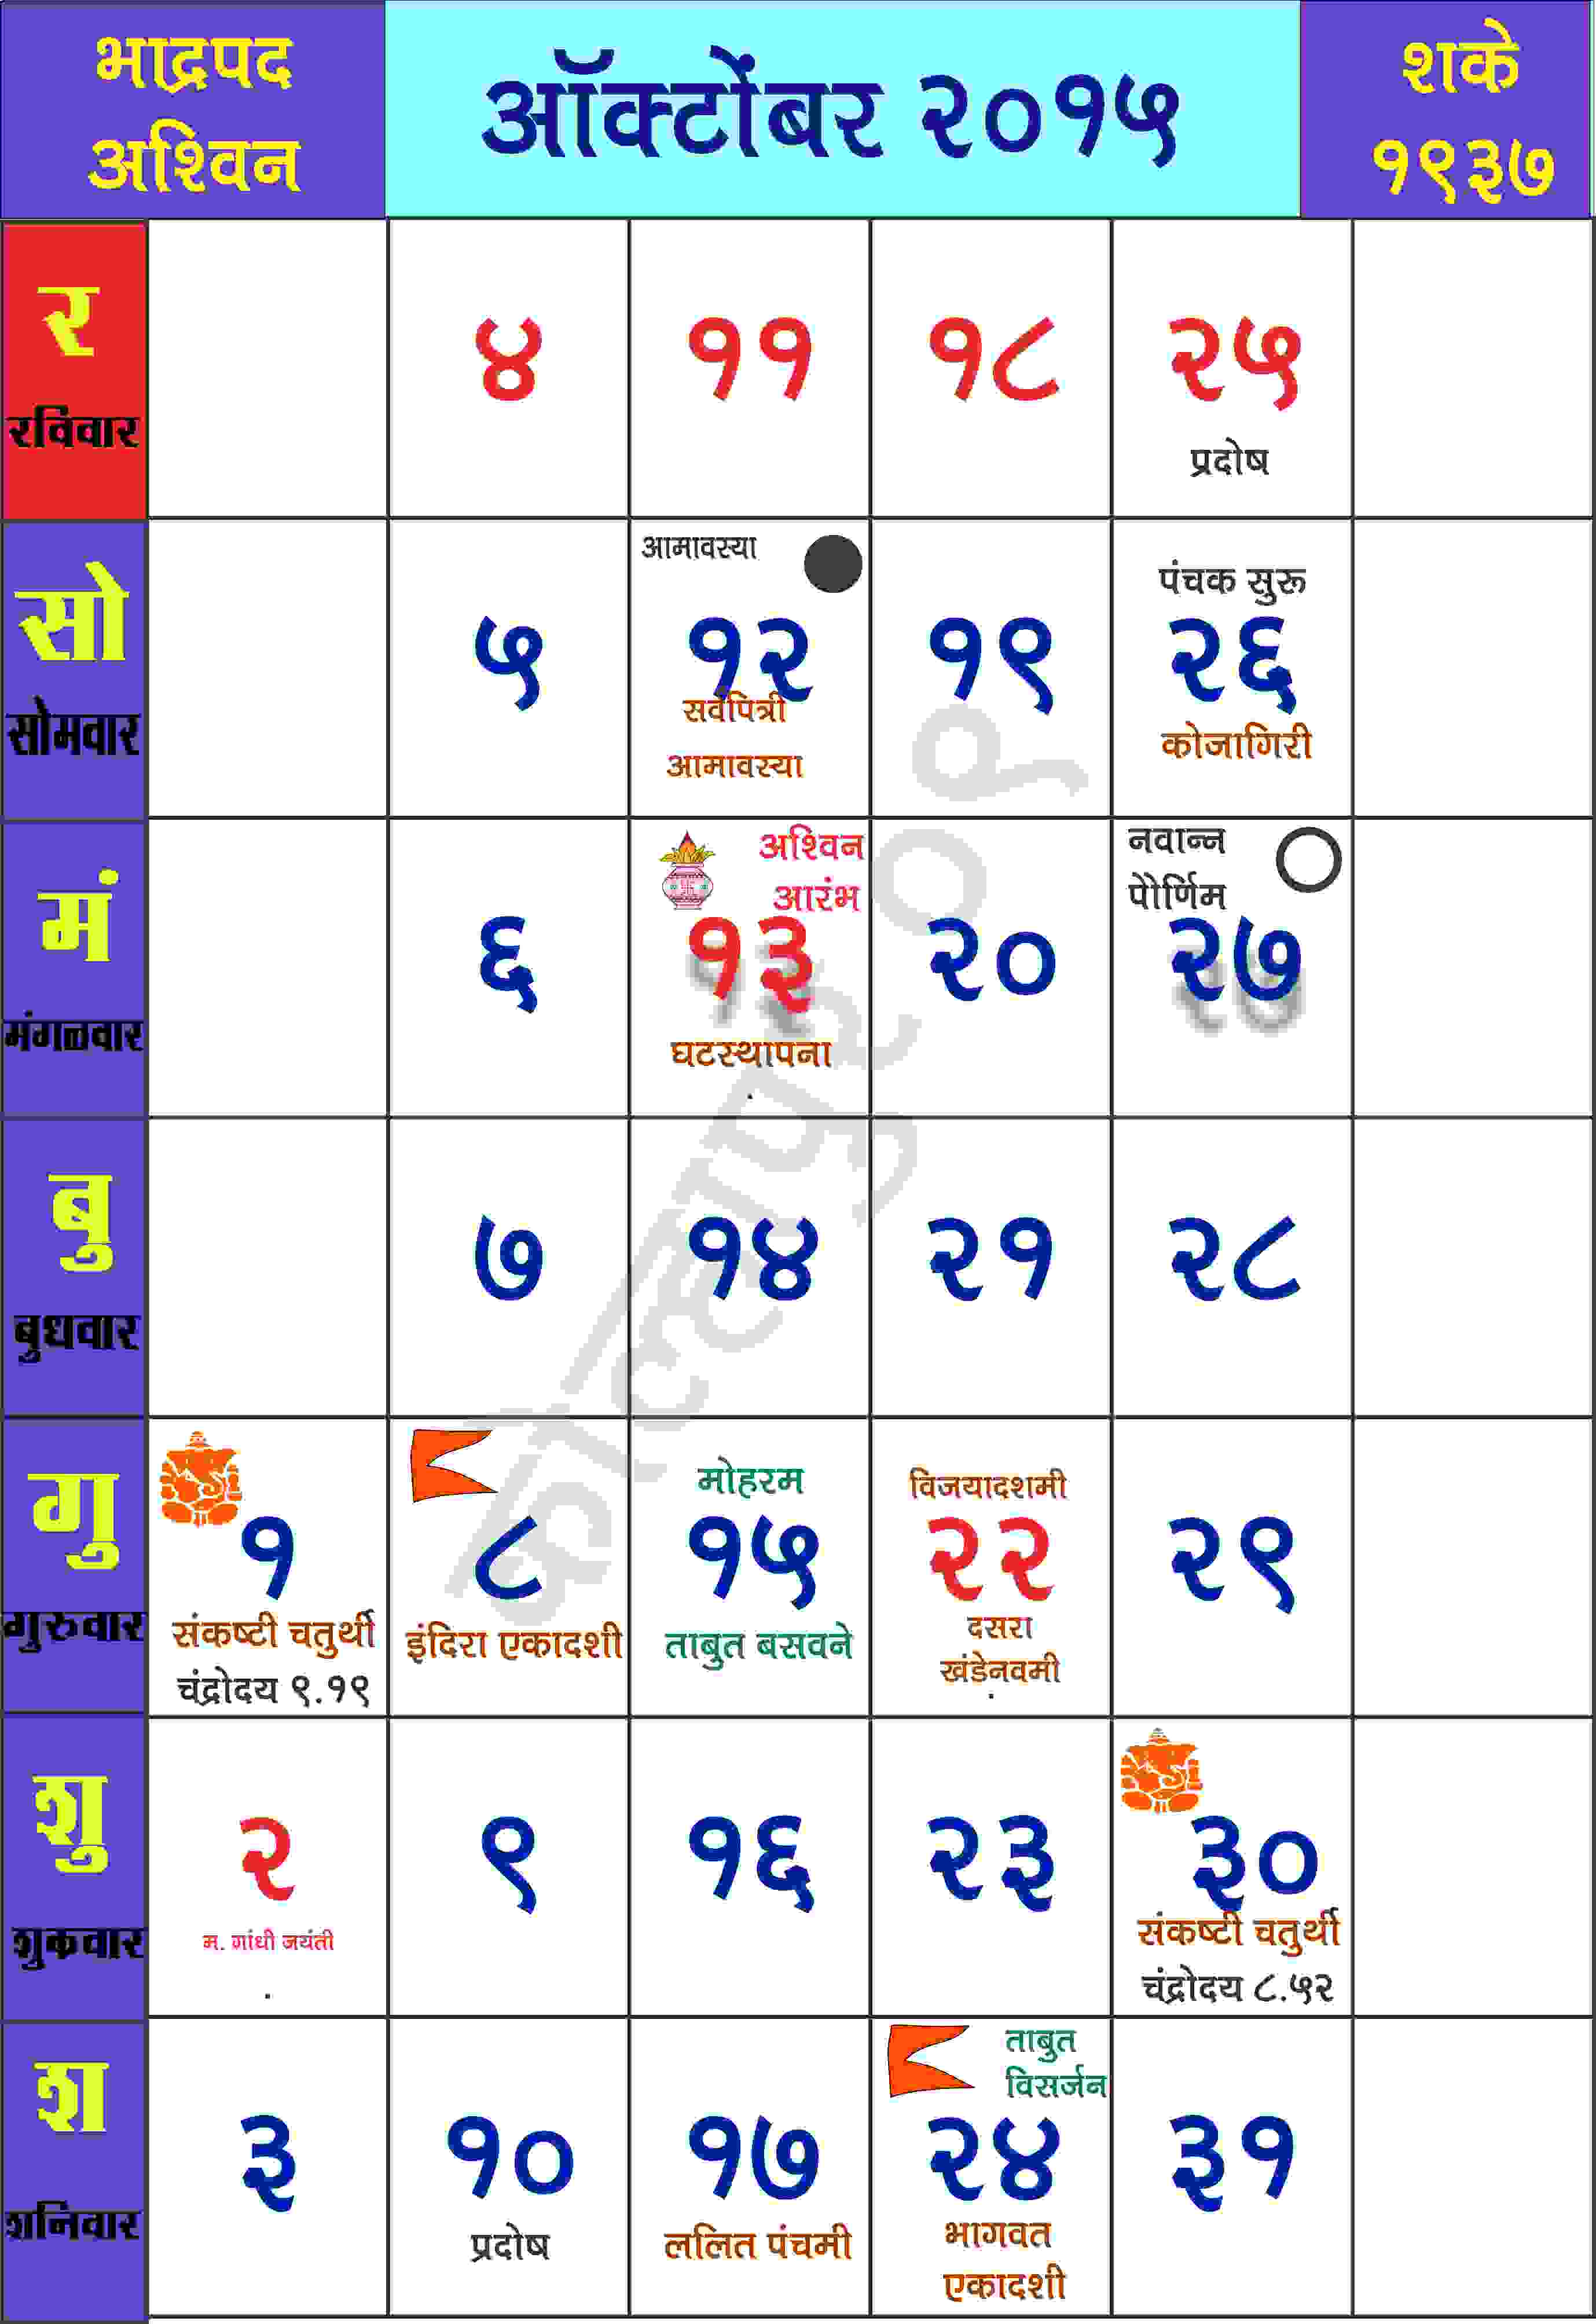 भाद्रपद
अश्विन
ऑक्टोंबर २०१५
शके
१९३७
र
रविवार
४
११
१८
२५
प्रदोष
सो
सोमवार
५
आमावस्या
१२
सर्वपित्री
आमावस्या
१९
पंचक सुरू
२६
कोजागिरी
मं
मंगळवार
६
अश्विन
आरंभ
१३
घटस्थापना
.
२०
नवान्न
पौर्णिम
२७
बु
बुधवार
७
१४
२१
२८
गु
गुरुवार
१
संकष्टी चतुर्थी
चंद्रोदय ९.१९
८
इंदिरा एकादशी
मोहरम
१५
ताबुत बसवने
विजयादशमी
२२
दसरा
खंडेनवमी
.
२९
शु
शुक्रवार
२
म. गांधी जयंती
.
९
१६
२३
३०
संकष्टी चतुर्थी
चंद्रोदय ८.५२
श
शनिवार
३
१०
प्रदोष
१७
ललित पंचमी
ताबुत
विसर्जन
२४
भागवत
एकादशी
३१